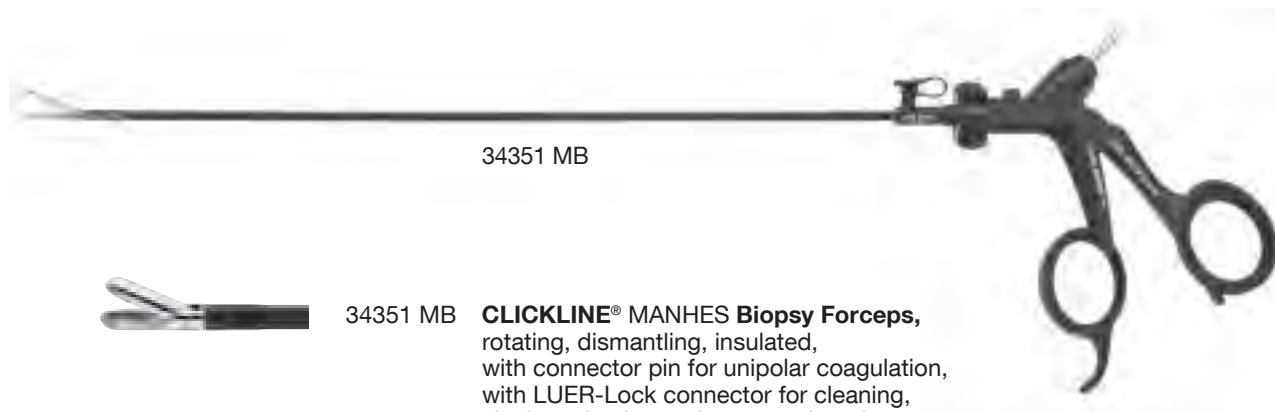 34351 MB
34351 MB CLICKLINE® MANHES Biopsy Forceps,
rotating, dismantling, insulated,
with connector pin for unipolar coagulation,
with LUER-Lock connector for cleaning,